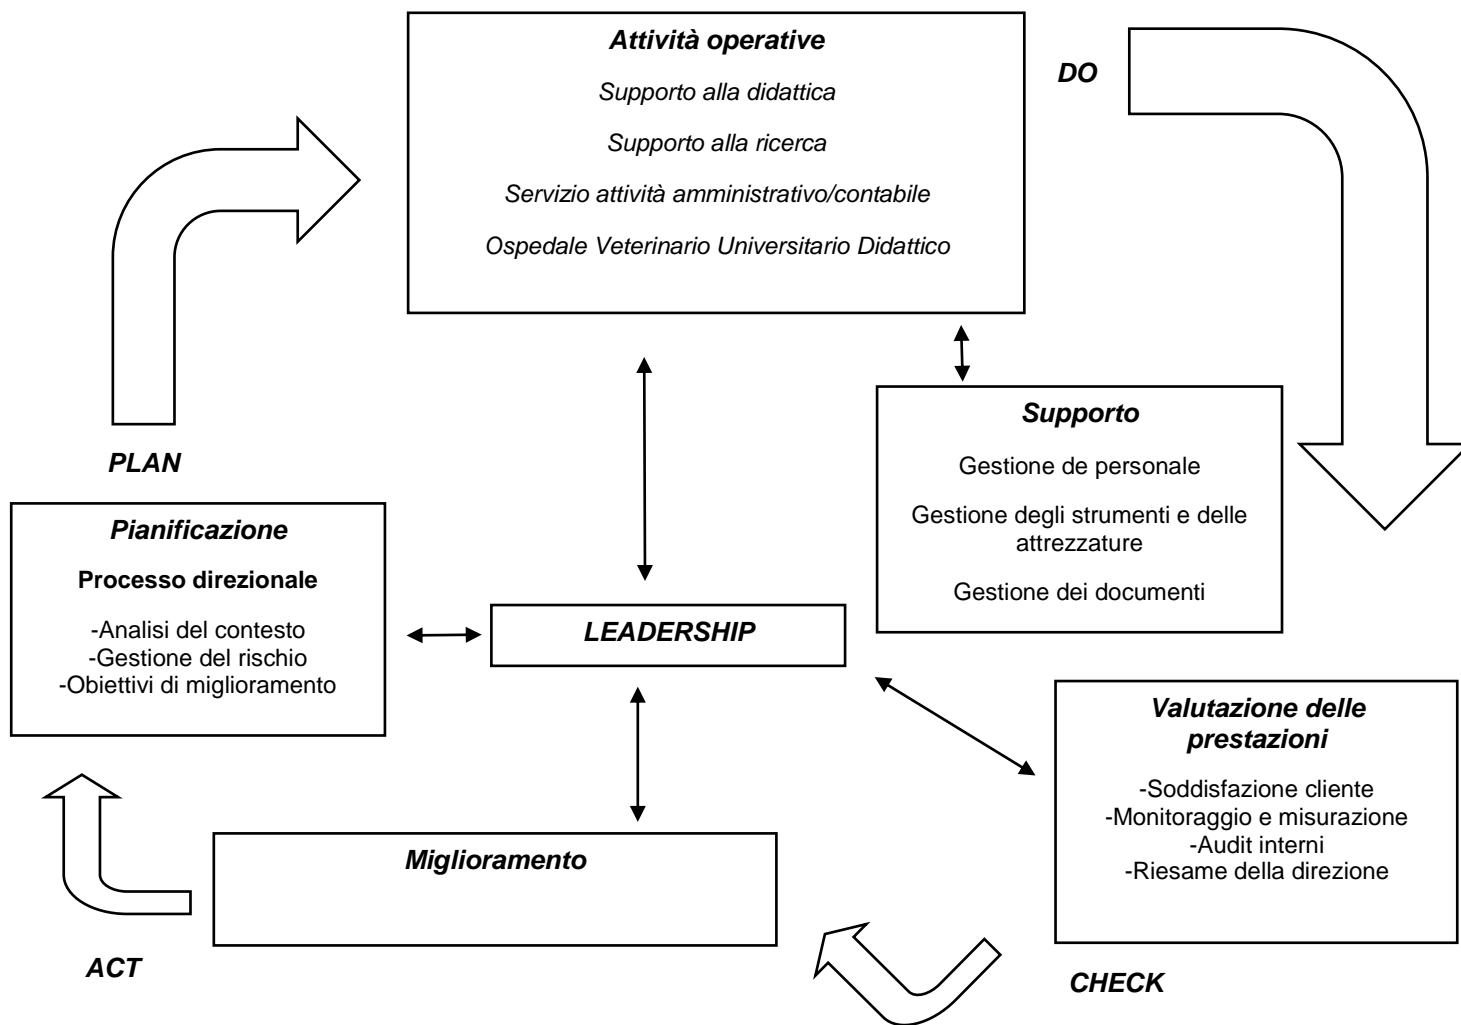 Attività operative
Supporto alla didattica
Supporto alla ricerca
Servizio attività amministrativo/contabile
Ospedale Veterinario Universitario Didattico
DO
PLAN
Supporto
Gestione de personale
Gestione degli strumenti e delle
attrezzature
Gestione dei documenti
Pianificazione
Processo direzionale
-Analisi del contesto
-Gestione del rischio
-Obiettivi di miglioramento
LEADERSHIP
Valutazione delle
prestazioni
-Soddisfazione cliente
-Monitoraggio e misurazione
-Audit interni
-Riesame della direzione
Miglioramento
ACT
CHECK